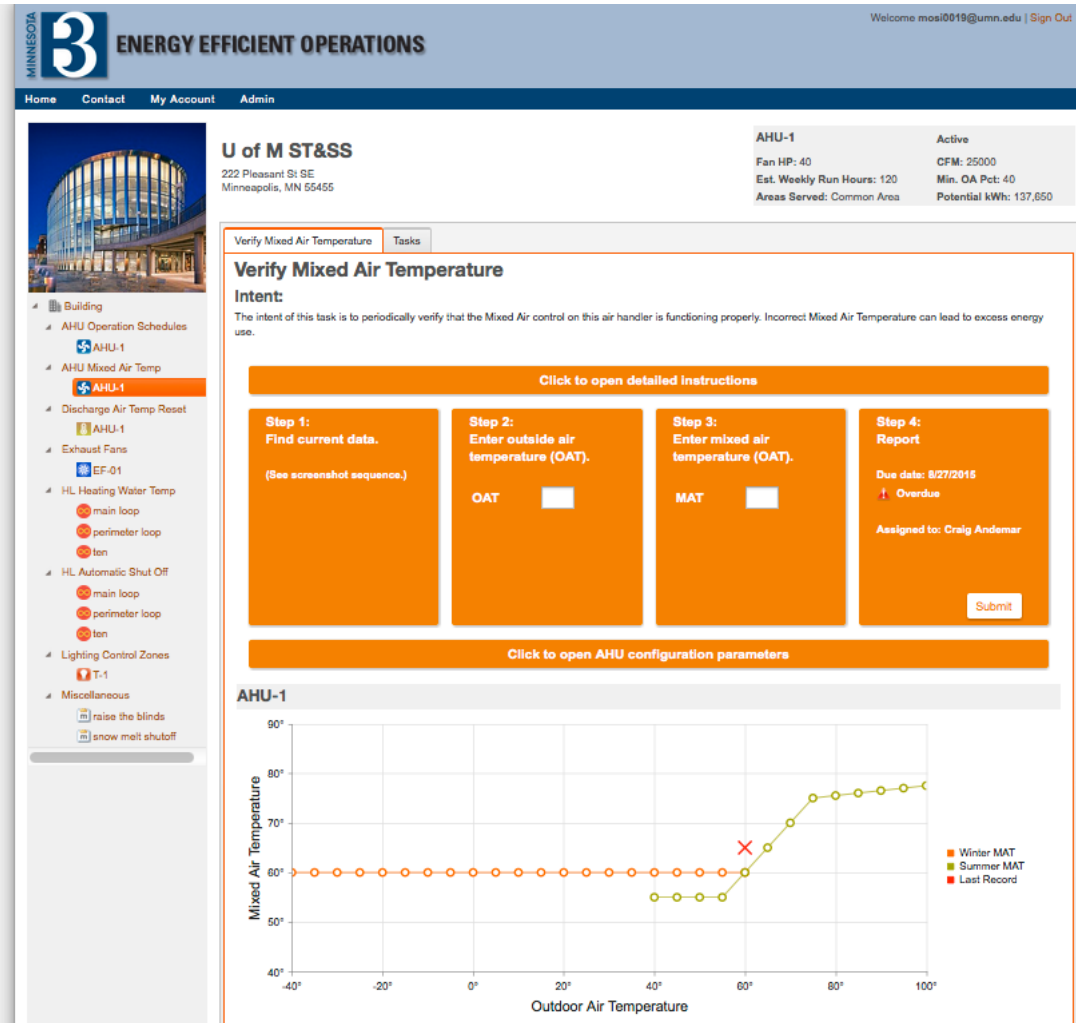 Welcome mosi0019@umn.edu | Sign Out
MINNESOTA
B3
ENERGY EFFICIENT OPERATIONS
Home Contact My Account Admin
U of M ST&SS
222 Pleasant St SE
Minneapolis, MN 55455
AHU-1 Active
Fan HP: 40 CFM: 25000
Est. Weekly Run Hours: 120 Min. OA Pct: 40
Areas Served: Common Area Potential kWh: 137,650
Building
AHU Operation Schedules
AHU-1
AHU Mixed Air Temp
AHU-1
Discharge Air Temp Reset
AHU-1
Exhaust Fans
EF-01
HL Heating Water Temp
main loop
perimeter loop
ten
HL Automatic Shut Off
main loop
perimeter loop
ten
Lighting Control Zones
T-1
Miscellaneous
m raise the blinds
m snow melt shutoff
Verify Mixed Air Temperature Tasks
Verify Mixed Air Temperature
Intent:
The intent of this task is to periodically verify that the Mixed Air control on this air handler is functioning properly. Incorrect Mixed Air Temperature can lead to excess energy
use.
Click to open detailed instructions
Step 1:
Find current data.
(See screenshot sequence.)
Step 2:
Enter outside air
temperature (OAT).
OAT
Step 3:
Enter mixed air
temperature (OAT).
MAT
Step 4:
Report
Due date: 8/27/2015
Overdue
Assigned to: Craig Andemar
Submit
Click to open AHU configuration parameters
AHU-1
90°
80°
70°
60°
50°
40°
Mixed Air Temperature
-40° -20° 0° 20° 40° 60° 80° 100°
Outdoor Air Temperature
Winter MAT
Summer MAT
Last Record